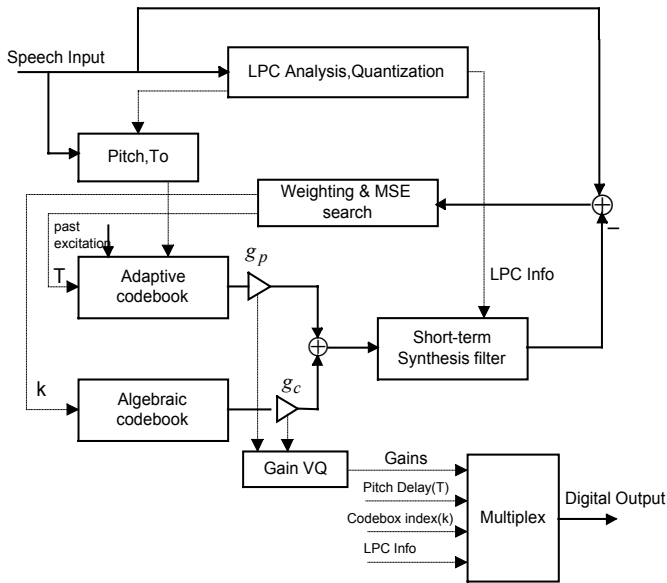 Speech Input
LPC Analysis,Quantization
Pitch,To
Weighting & MSE
search
past
excitation
T
Adaptive
codebook
g_p
LPC Info
Short-term
Synthesis filter
k
Algebraic
codebook
g_c
Gain VQ
Gains
Pitch Delay(T)
Codebox index(k)
LPC Info
Multiplex
Digital Output